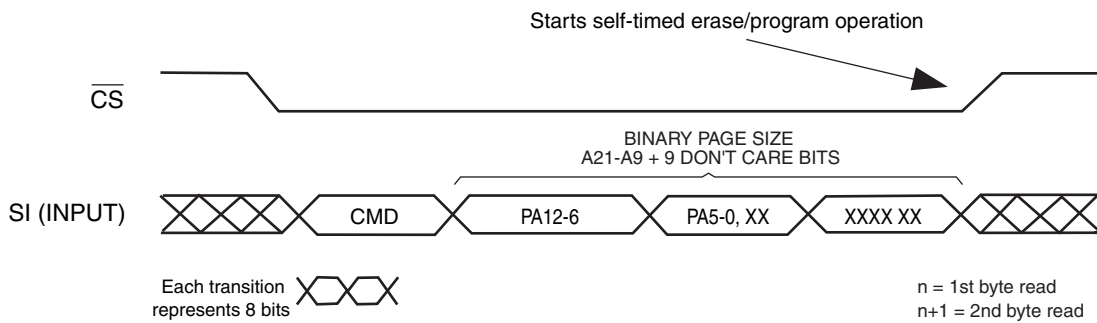 Starts self-timed erase/program operation
CS
BINARY PAGE SIZE
A21-A9 + 9 DON'T CARE BITS
SI (INPUT)
CMD
PA12-6
PA5-0, XX
XXXX XX
Each transition
represents 8 bits
n = 1st byte read
n+1 = 2nd byte read